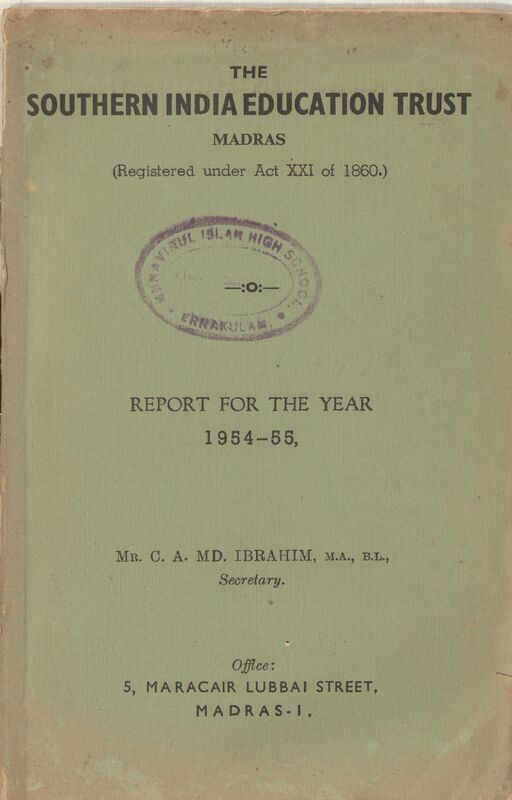 THE
SOUTHERN INDIA EDUCATION TRUST
MADRAS
(Registered under Act XXI of 1860.)
MUNAVIRUL ISLAM HIGH SCHOOL,
—:o:—
ERNAKULAM.
REPORT FOR THE YEAR
1954-55,
MR. C. A. MD. IBRAHIM, M.A., B.L.,
Secretary.
Office:
5, MARACAIR LUBBAI STREET,
MADRAS-1.